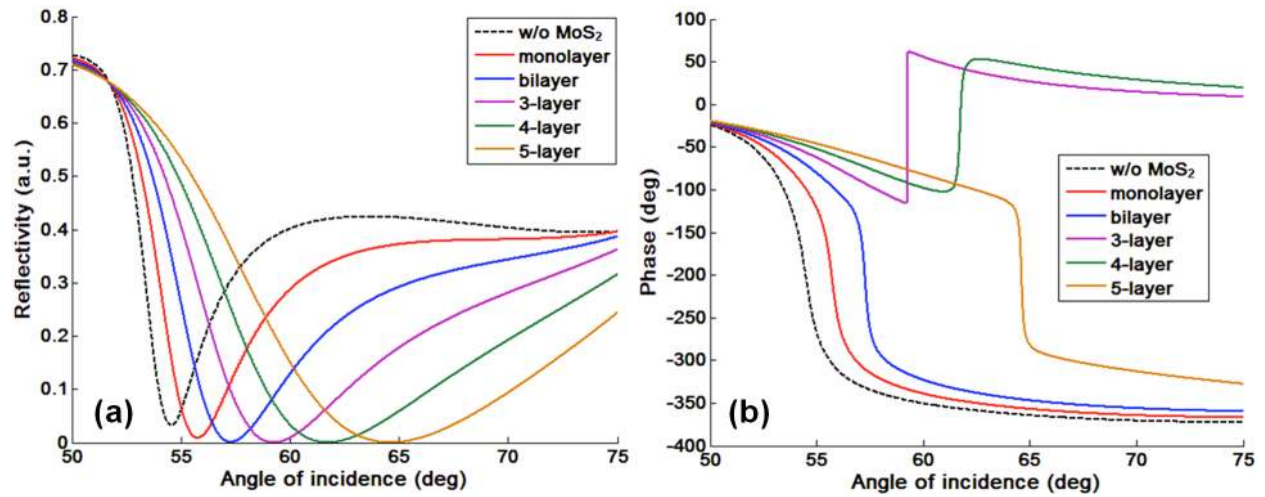 0.8
0.7
0.6
0.5
0.4
0.3
0.2
0.1
0
Reflectivity (a.u.)
w/o MoS₂
monolayer
bilayer
3-layer
4-layer
5-layer
(a)
50 55 60 65 70 75
Angle of incidence (deg)
100
50
0
-50
-100
-150
-200
-250
-300
-350
-400
Phase (deg)
w/o MoS₂
monolayer
bilayer
3-layer
4-layer
5-layer
(b)
50 55 60 65 70 75
Angle of incidence (deg)